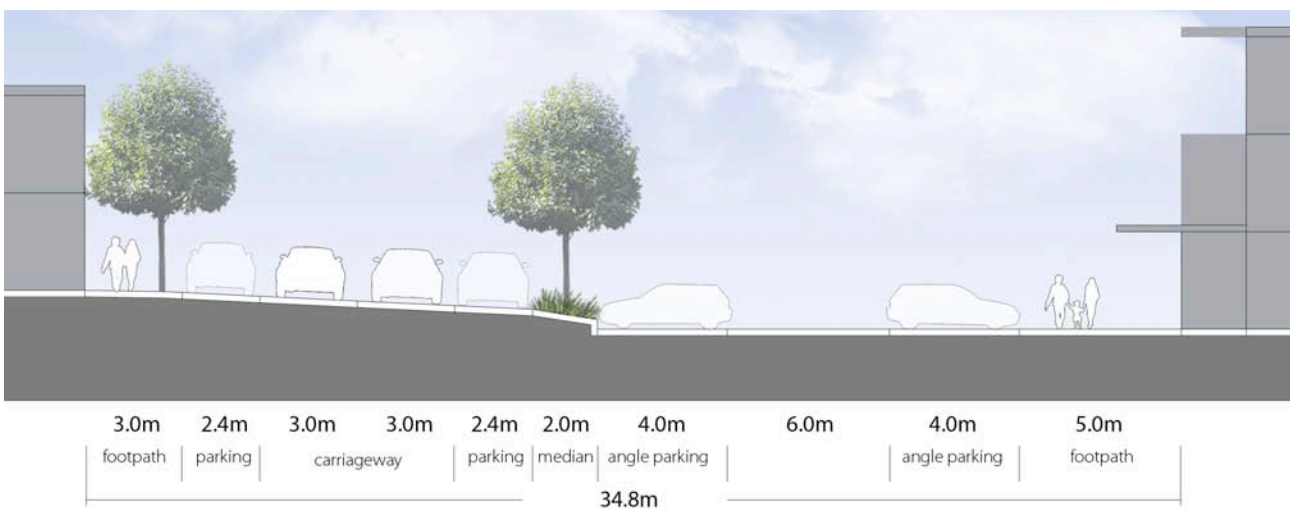 3.0m 2.4m 3.0m 3.0m 2.4m 2.0m 4.0m 6.0m 4.0m 5.0m
footpath parking carriageway parking median angle parking angle parking footpath
34.8m